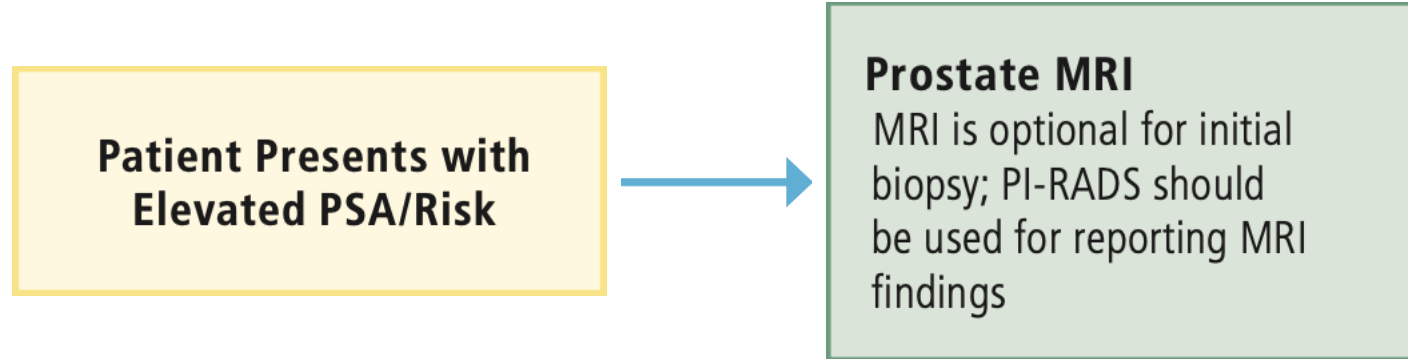 Patient Presents with
Elevated PSA/Risk
Prostate MRI
MRI is optional for initial
biopsy; PI-RADS should
be used for reporting MRI
findings